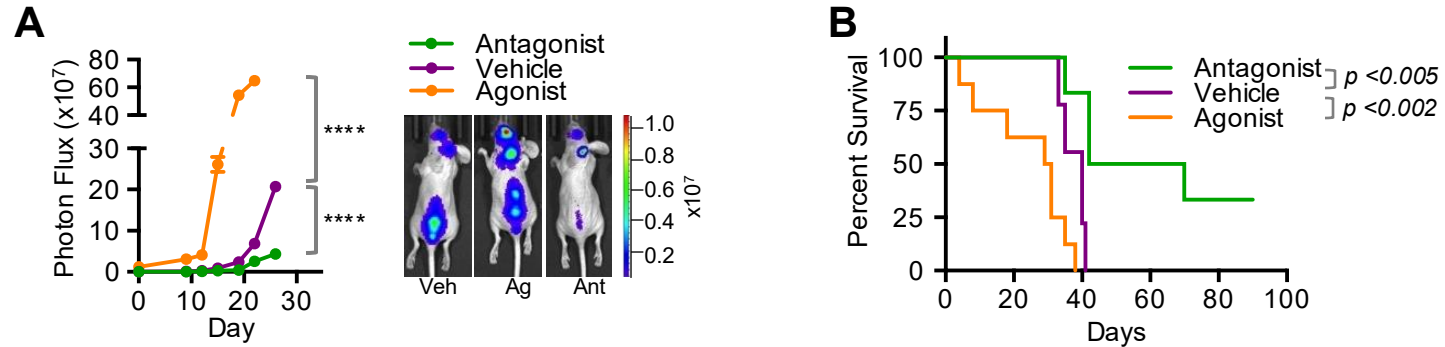 A
Photon Flux (x10⁷)
80
60
40
30
20
10
0
0 10 20 30
Day
****
****
Antagonist
Vehicle
Agonist
1.0
0.8
0.6
0.4
0.2
x10⁷
Veh Ag Ant
B
Percent Survival
100
75
50
25
0
0 20 40 60 80 100
Days
Antagonist
Vehicle
Agonist
p <0.005
p <0.002